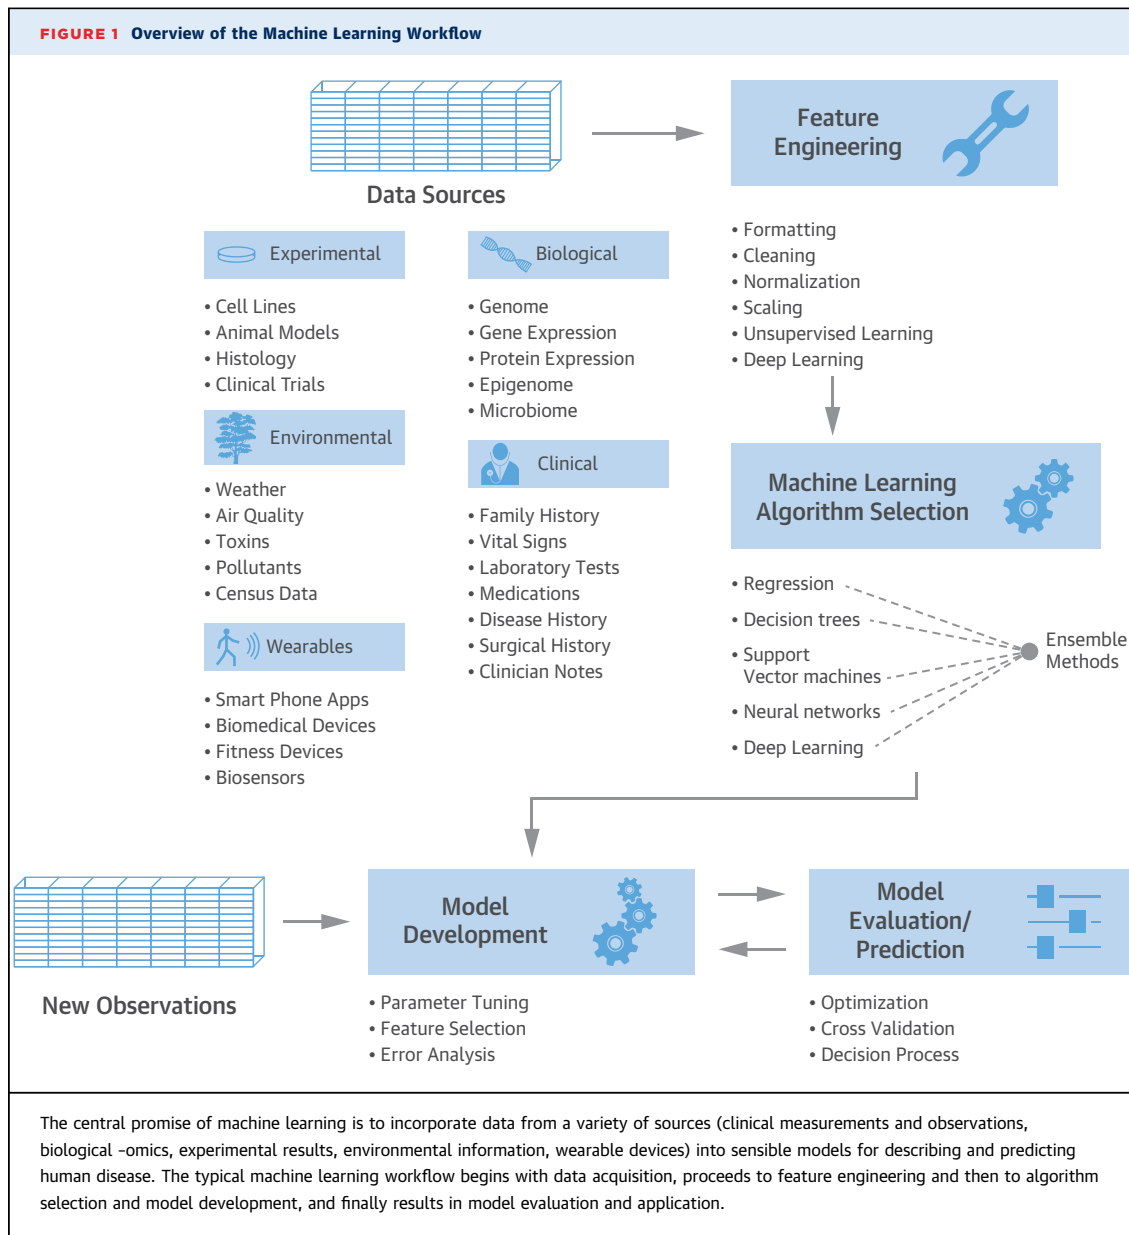 FIGURE 1 Overview of the Machine Learning Workflow
Data Sources
Experimental
• Cell Lines
• Animal Models
• Histology
• Clinical Trials
Environmental
• Weather
• Air Quality
• Toxins
• Pollutants
• Census Data
Wearables
• Smart Phone Apps
• Biomedical Devices
• Fitness Devices
• Biosensors
Biological
• Genome
• Gene Expression
• Protein Expression
• Epigenome
• Microbiome
Clinical
• Family History
• Vital Signs
• Laboratory Tests
• Medications
• Disease History
• Surgical History
• Clinician Notes
Feature
Engineering
• Formatting
• Cleaning
• Normalization
• Scaling
• Unsupervised Learning
• Deep Learning
Machine Learning
Algorithm Selection
• Regression
• Decision trees
• Support
Vector machines
• Neural networks
• Deep Learning
Ensemble
Methods
New Observations
Model
Development
• Parameter Tuning
• Feature Selection
• Error Analysis
Model
Evaluation/
Prediction
• Optimization
• Cross Validation
• Decision Process
The central promise of machine learning is to incorporate data from a variety of sources (clinical measurements and observations,
biological -omics, experimental results, environmental information, wearable devices) into sensible models for describing and predicting
human disease. The typical machine learning workflow begins with data acquisition, proceeds to feature engineering and then to algorithm
selection and model development, and finally results in model evaluation and application.